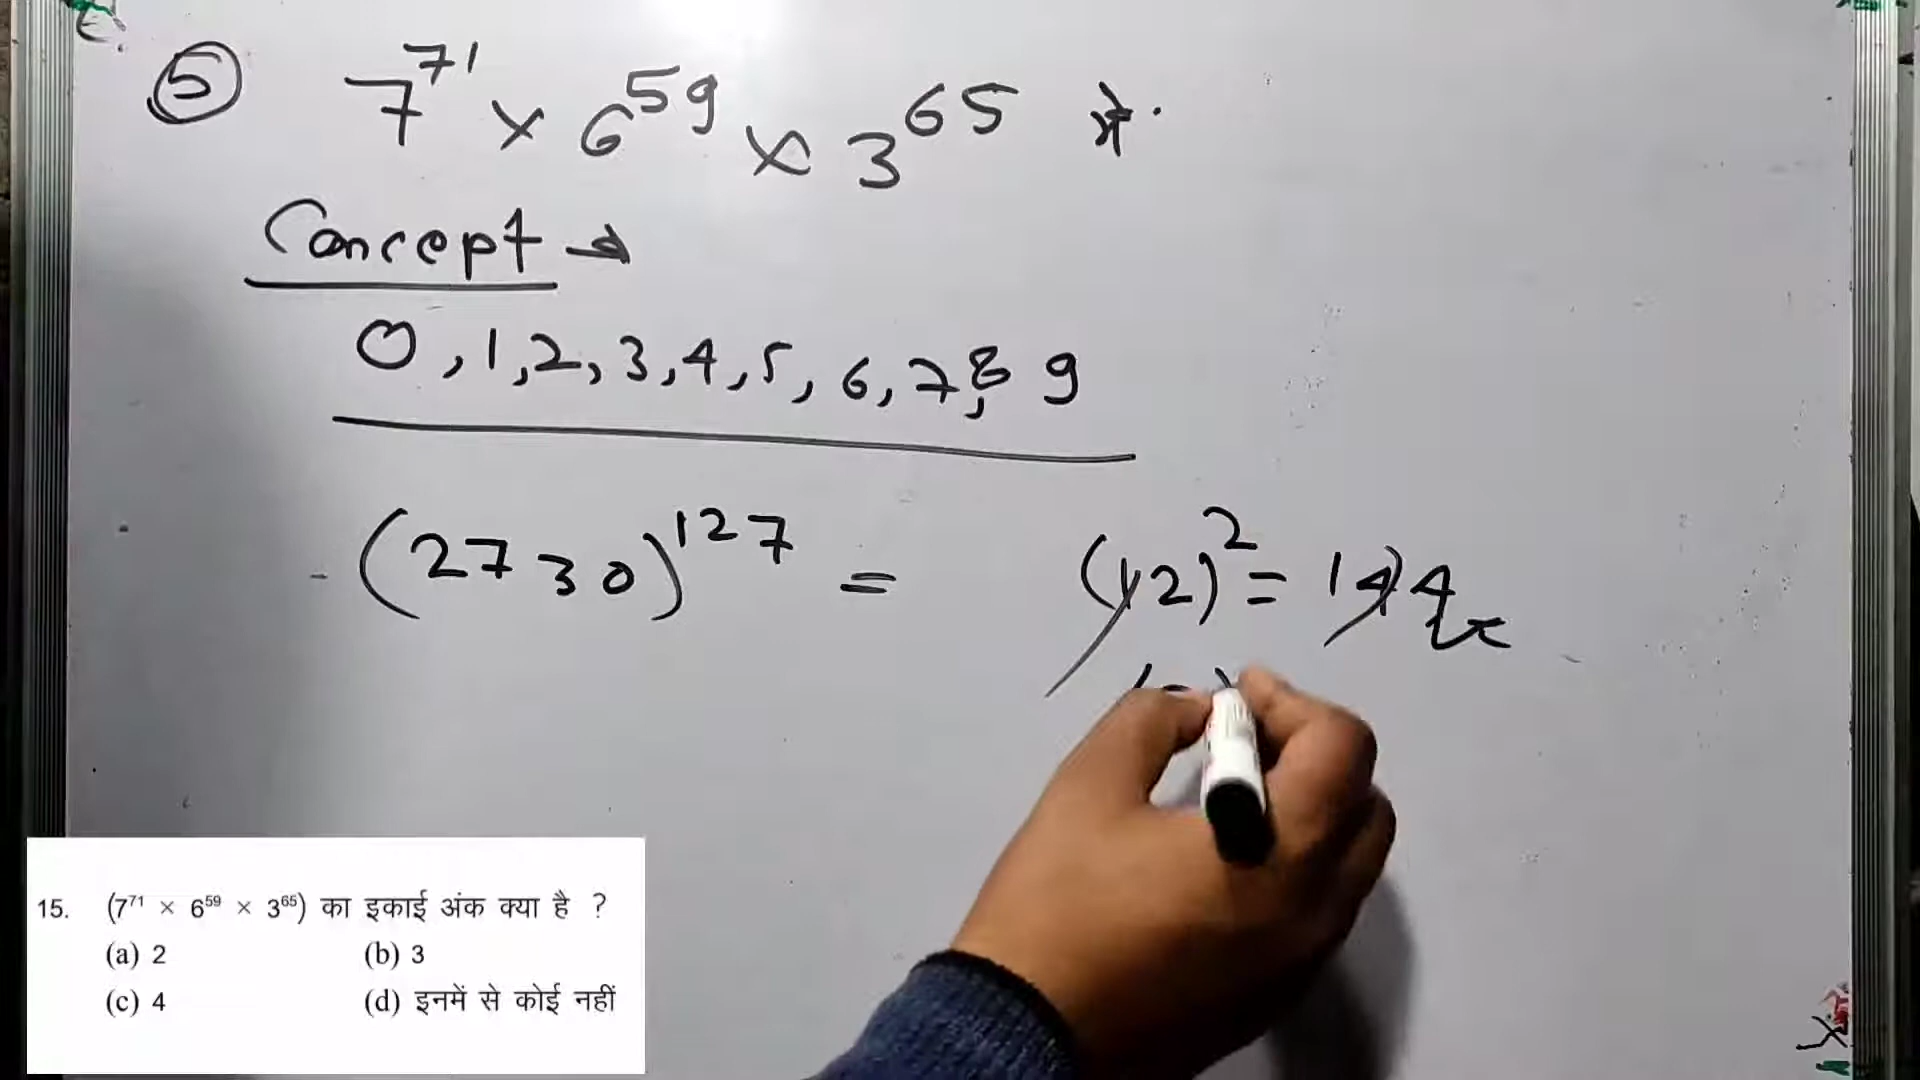 5 7^71 × 6^59 × 3^65 में
Concept →
0, 1, 2, 3, 4, 5, 6, 7, 8, 9
(2730)^127 = (12)^2 = 144
15. (7^71 × 6^59 × 3^65) का इकाई अंक क्या है ?
(a) 2 (b) 3
(c) 4 (d) इनमें से कोई नहीं